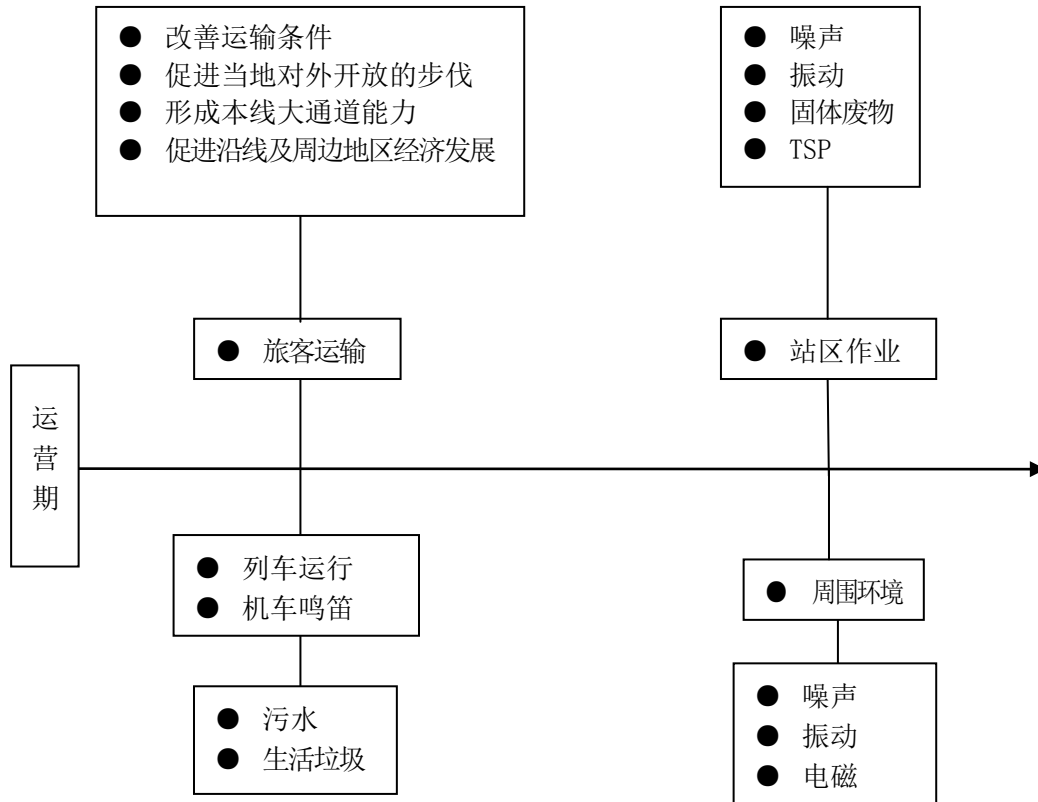 改善运输条件
促进当地对外开放的步伐
形成本线大通道能力
促进沿线及周边地区经济发展
噪声
振动
固体废物
TSP
旅客运输
站区作业
运营期
列车运行
机车鸣笛
周围环境
污水
生活垃圾
噪声
振动
电磁